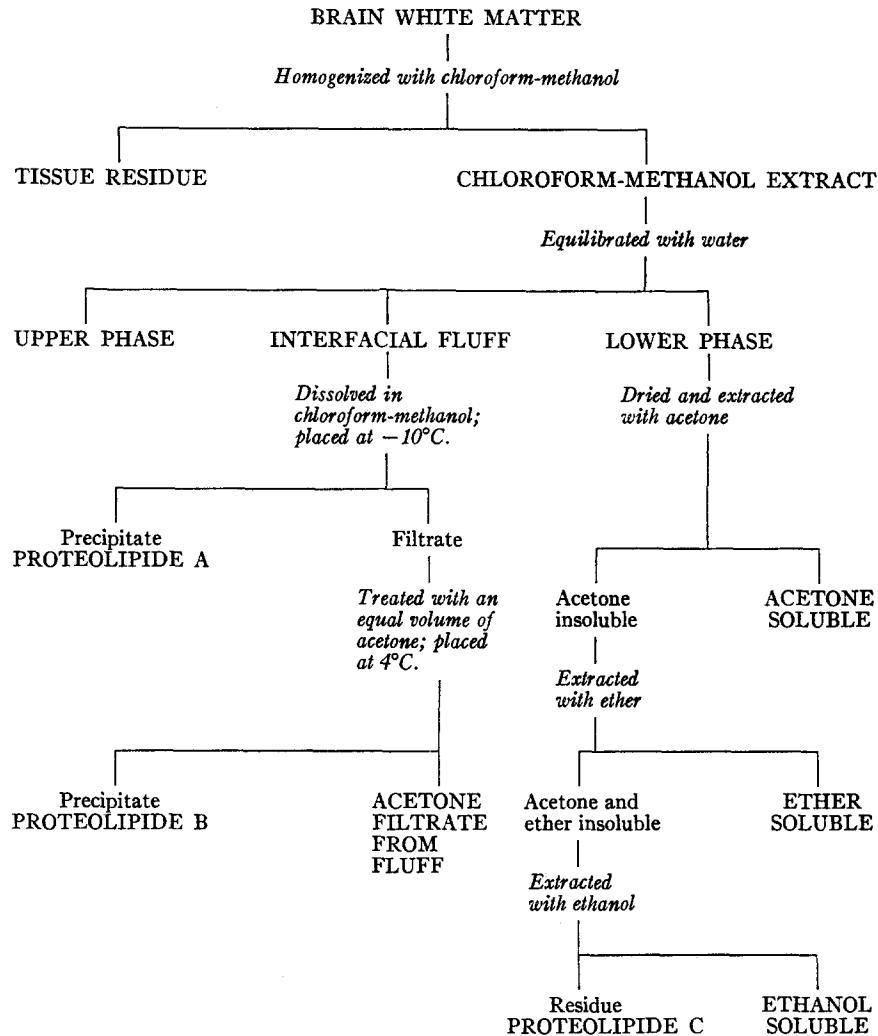 BRAIN WHITE MATTER
Homogenized with chloroform-methanol
TISSUE RESIDUE
CHLOROFORM-METHANOL EXTRACT
Equilibrated with water
UPPER PHASE
INTERFACIAL FLUFF
LOWER PHASE
Dissolved in
chloroform-methanol;
placed at −10°C.
Dried and extracted
with acetone
Precipitate
PROTEOLIPIDE A
Filtrate
Treated with an
equal volume of
acetone; placed
at 4°C.
Acetone
insoluble
ACETONE
SOLUBLE
Extracted
with ether
Precipitate
PROTEOLIPIDE B
ACETONE
FILTRATE
FROM
FLUFF
Acetone and
ether insoluble
ETHER
SOLUBLE
Extracted
with ethanol
Residue
PROTEOLIPIDE C
ETHANOL
SOLUBLE